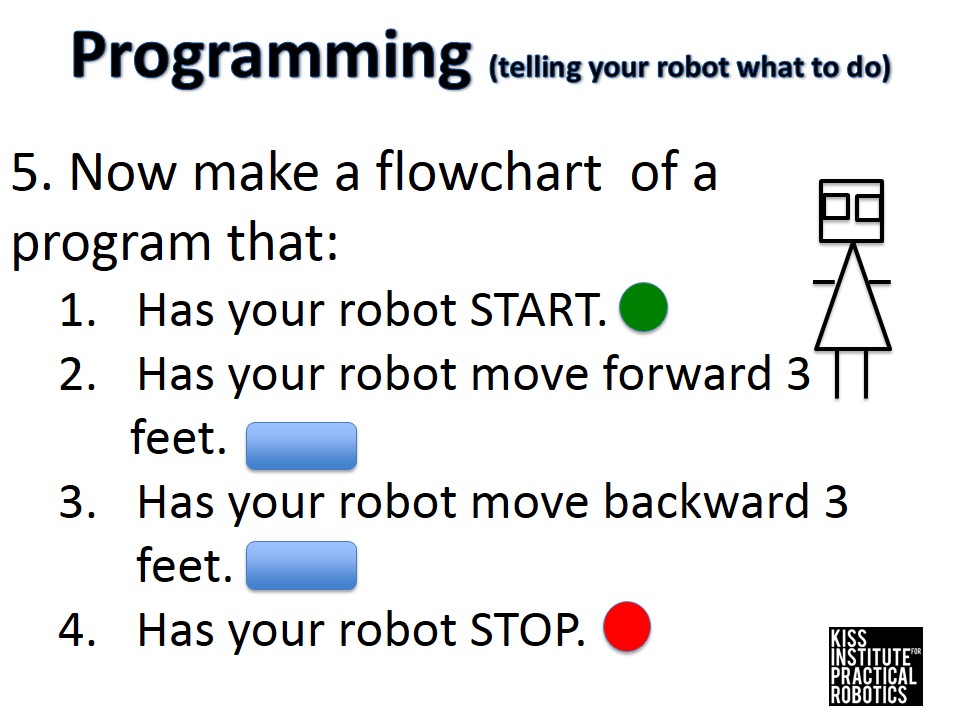 Programming (telling your robot what to do)
5. Now make a flowchart of a
program that:
1. Has your robot START.
2. Has your robot move forward 3
feet.
3. Has your robot move backward 3
feet.
4. Has your robot STOP.
KISS
INSTITUTE FOR
PRACTICAL
ROBOTICS